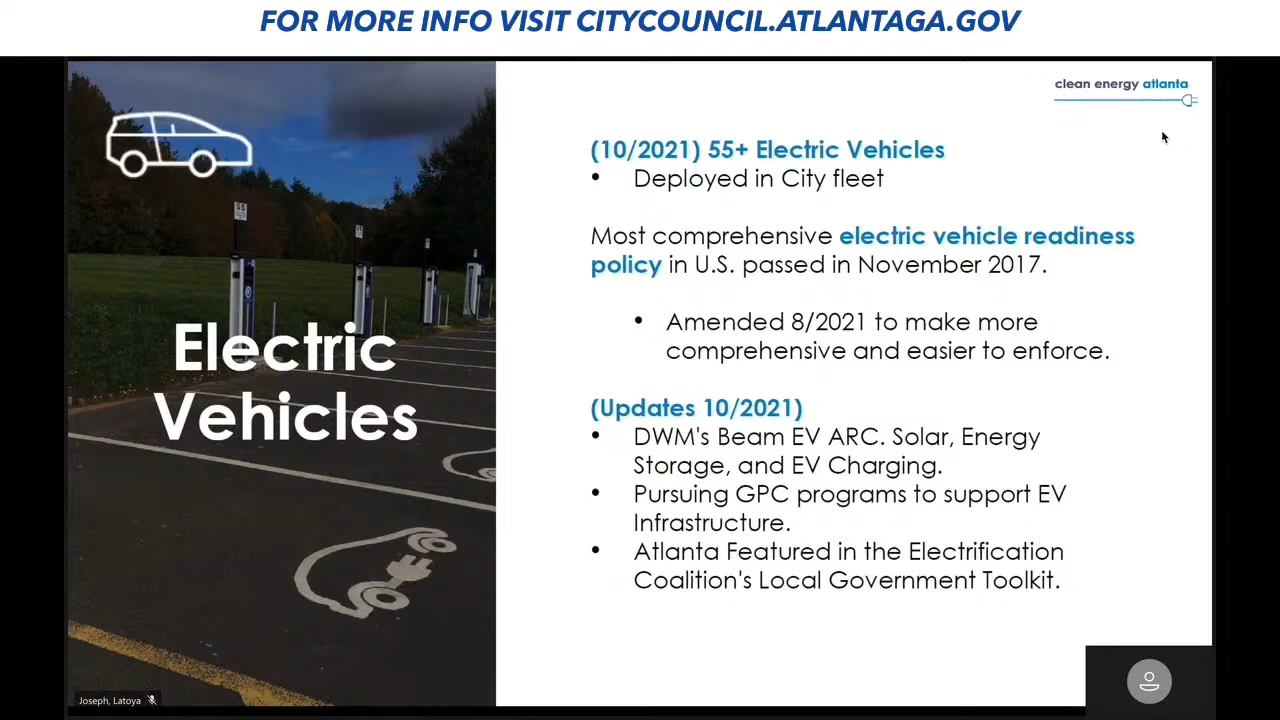 FOR MORE INFO VISIT CITYCOUNCIL.ATLANTAGA.GOV
clean energy atlanta
Electric
Vehicles
(10/2021) 55+ Electric Vehicles
• Deployed in City fleet
Most comprehensive electric vehicle readiness
policy in U.S. passed in November 2017.
• Amended 8/2021 to make more
comprehensive and easier to enforce.
(Updates 10/2021)
• DWM's Beam EV ARC. Solar, Energy
Storage, and EV Charging.
• Pursuing GPC programs to support EV
Infrastructure.
• Atlanta Featured in the Electrification
Coalition's Local Government Toolkit.
Joseph, Latoya